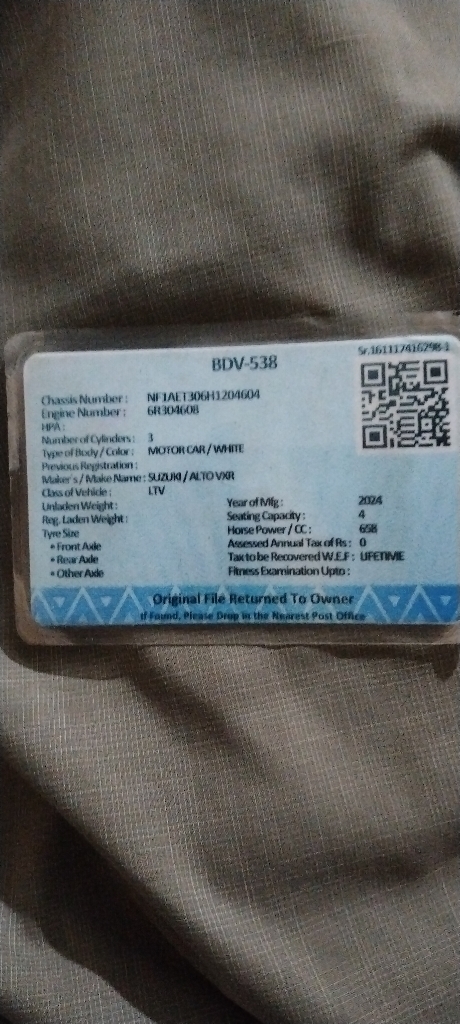 BDV-538
Sr.161117416298-1
Chassis Number : NF1AET306H1204604
Engine Number : 6R304608
HPA :
Number of Cylinders : 3
Type of Body / Color : MOTOR CAR / WHITE
Previous Registration :
Maker's / Make Name : SUZUKI / ALTO VXR
Class of Vehicle : LTV
Unladen Weight : Year of Mfg : 2024
Reg. Laden Weight : Seating Capacity : 4
Tyre Size Horse Power / CC : 658
• Front Axle Assessed Annual Tax of Rs : 0
• Rear Axle Tax to be Recovered W.E.F : LIFETIME
• Other Axle Fitness Examination Upto :
Original File Returned To Owner
If Found, Please Drop in the Nearest Post Office